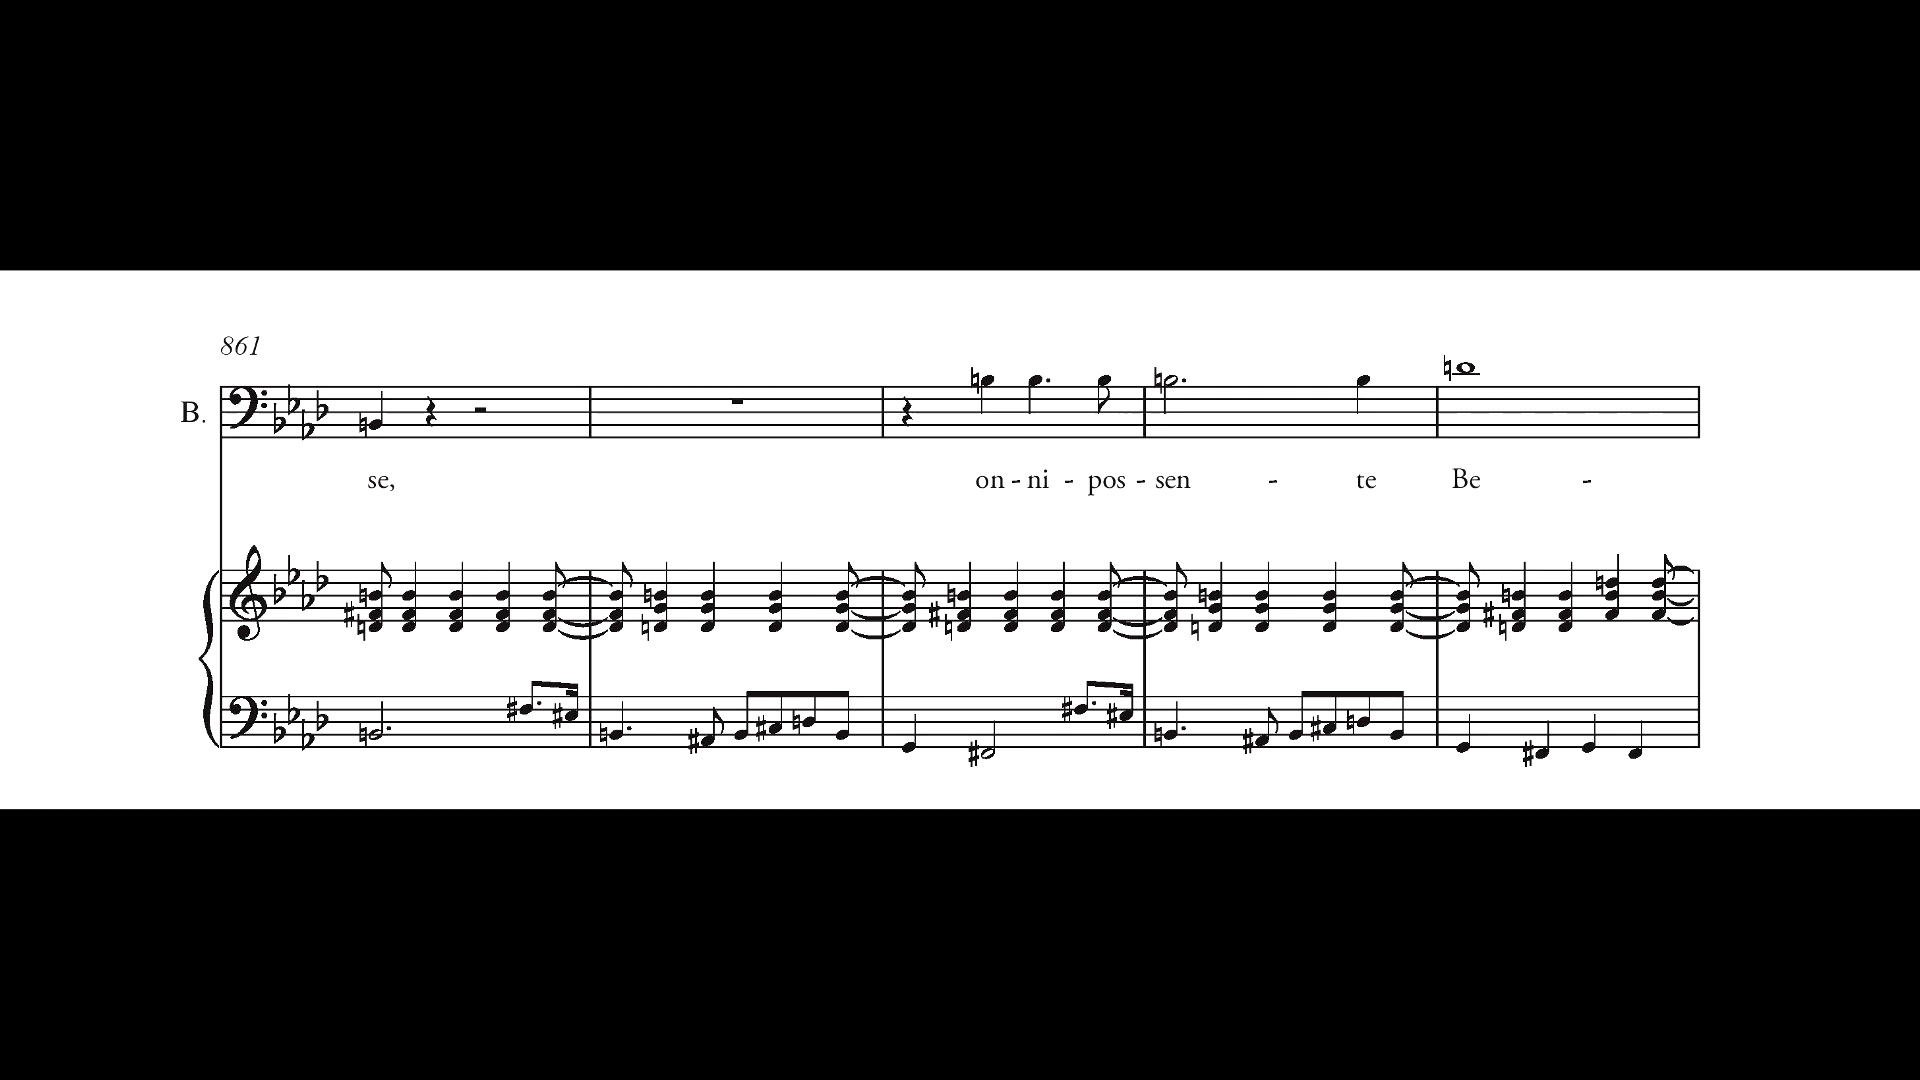 861
B.
se, on - ni - pos - sen - te Be -